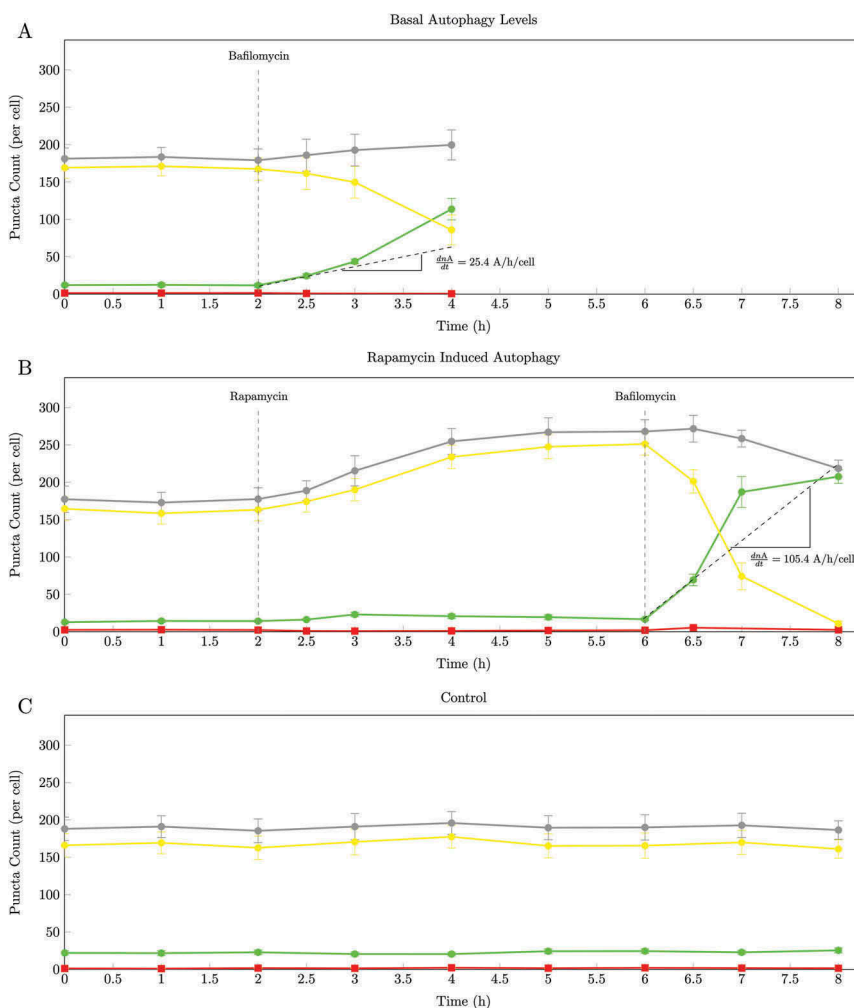 A
Basal Autophagy Levels
Bafilomycin
Puncta Count (per cell)
300
250
200
150
100
50
0
dnA/dt = 25.4 A/h/cell
0 0.5 1 1.5 2 2.5 3 3.5 4 4.5 5 5.5 6 6.5 7 7.5 8
Time (h)
B
Rapamycin Induced Autophagy
Rapamycin
Bafilomycin
Puncta Count (per cell)
300
250
200
150
100
50
0
dnA/dt = 105.4 A/h/cell
0 0.5 1 1.5 2 2.5 3 3.5 4 4.5 5 5.5 6 6.5 7 7.5 8
Time (h)
C
Control
Puncta Count (per cell)
300
250
200
150
100
50
0
0 0.5 1 1.5 2 2.5 3 3.5 4 4.5 5 5.5 6 6.5 7 7.5 8
Time (h)